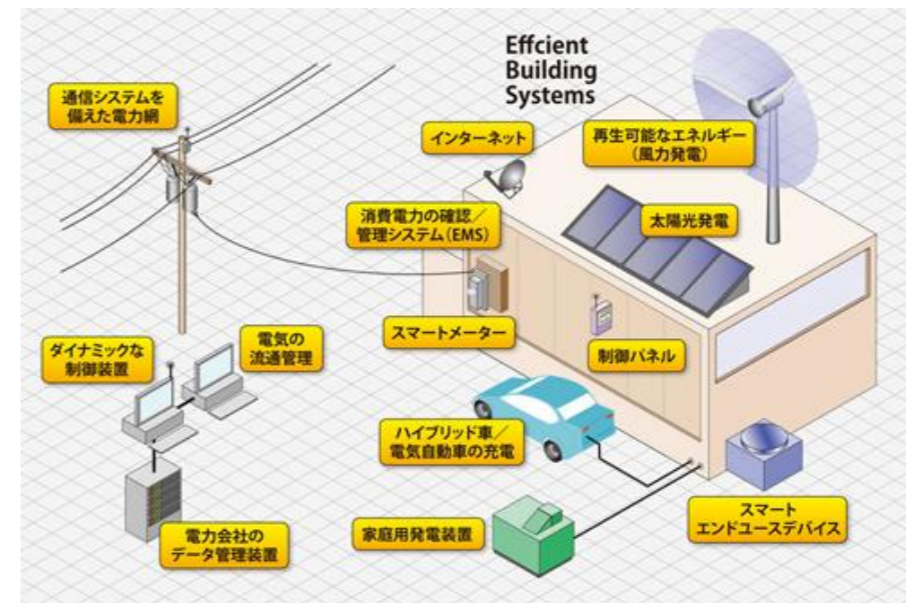 Effcient
Building
Systems
通信システムを
備えた電力網
インターネット
再生可能なエネルギー
(風力発電)
消費電力の確認/
管理システム(EMS)
太陽光発電
スマートメーター
制御パネル
ダイナミックな
制御装置
電気の
流通管理
ハイブリッド車/
電気自動車の充電
電力会社の
データ管理装置
家庭用発電装置
スマート
エンドユースデバイス